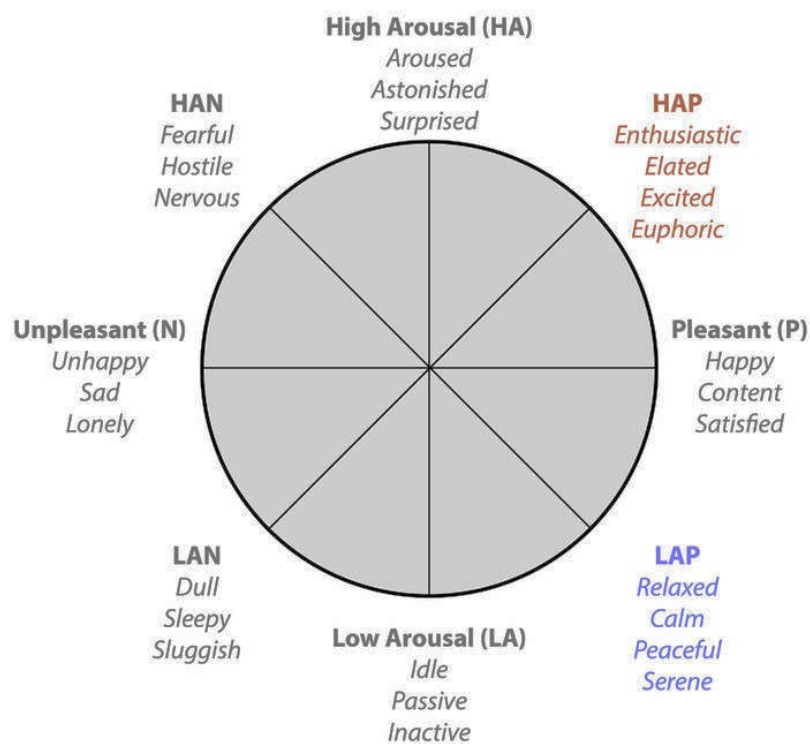 High Arousal (HA)
Aroused
Astonished
Surprised
HAN
Fearful
Hostile
Nervous
HAP
Enthusiastic
Elated
Excited
Euphoric
Unpleasant (N)
Unhappy
Sad
Lonely
Pleasant (P)
Happy
Content
Satisfied
LAN
Dull
Sleepy
Sluggish
Low Arousal (LA)
Idle
Passive
Inactive
LAP
Relaxed
Calm
Peaceful
Serene